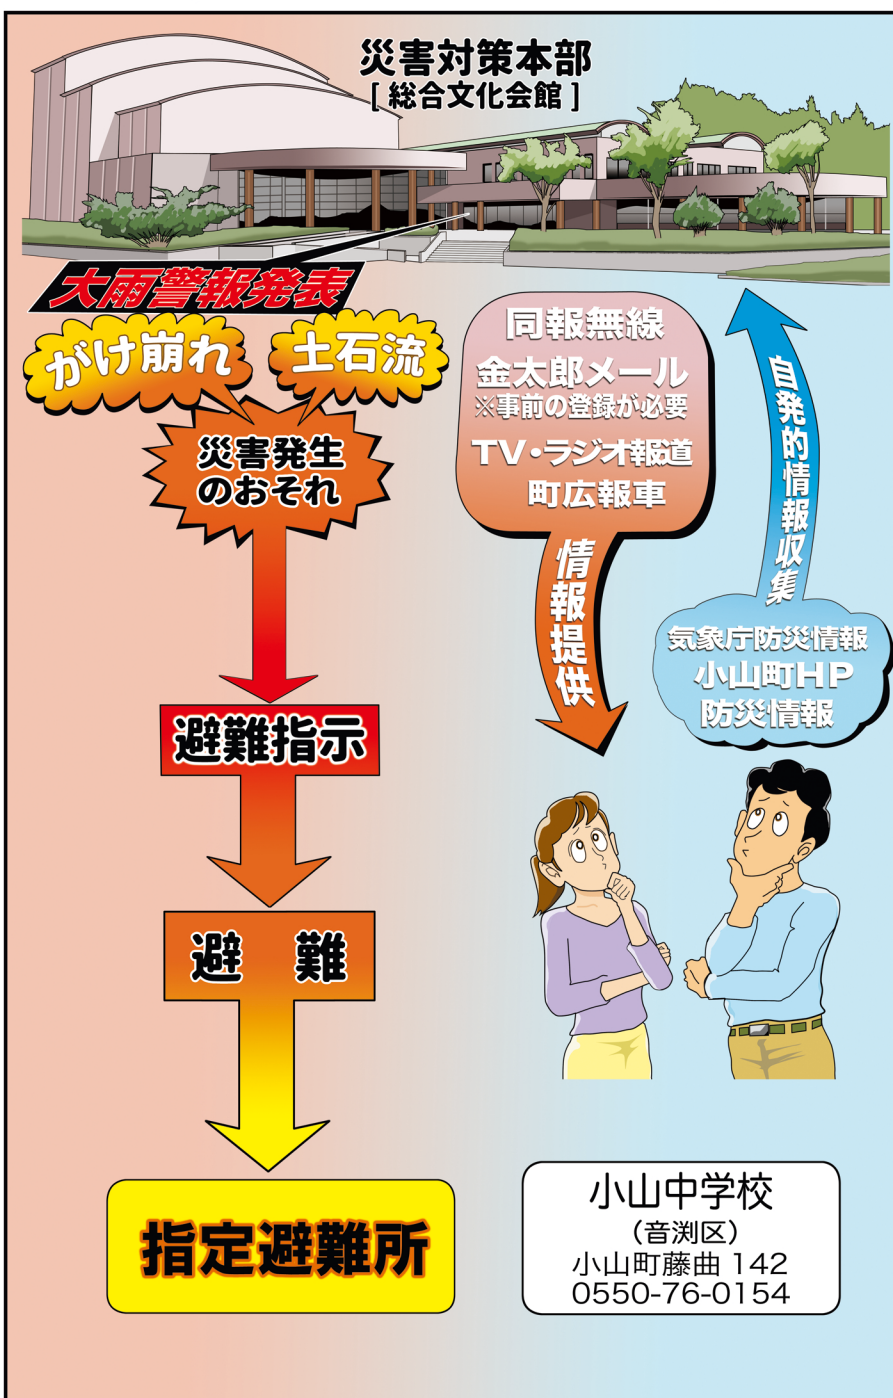 災害対策本部
[ 総合文化会館 ]
大雨警報発表
がけ崩れ
土石流
災害発生
のおそれ
避難指示
避 難
指定避難所
同報無線
金太郎メール
※事前の登録が必要
TV・ラジオ報道
町広報車
情報提供
自発的情報収集
気象庁防災情報
小山町HP
防災情報
小山中学校
(音渕区)
小山町藤曲 142
0550-76-0154